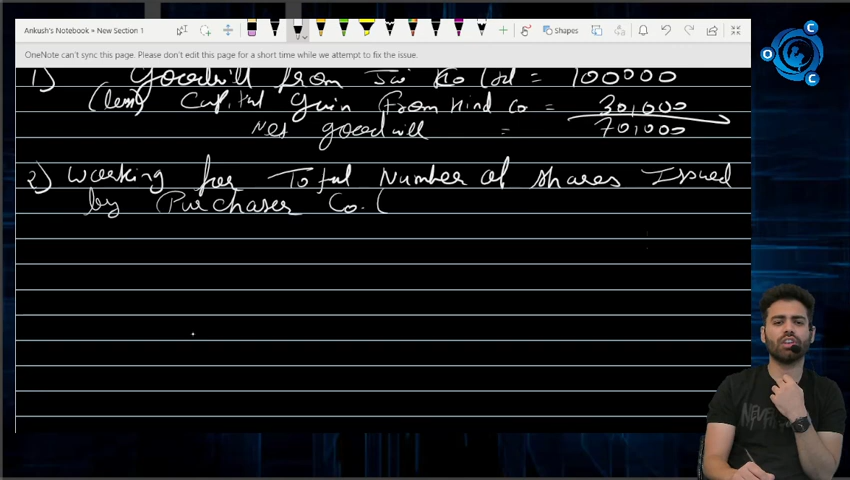 Ankush's Notebook » New Section 1
Shapes
OneNote can't sync this page. Please don't edit this page for a short time while we attempt to fix the issue.
1) Goodwill from Co Ltd = 100000
(less) Capital Gain from Hind Co = 30,000
Net goodwill = 70,000
2) Working for Total Number of shares Issued
by Purchaser Co. (
O C C
NEVER